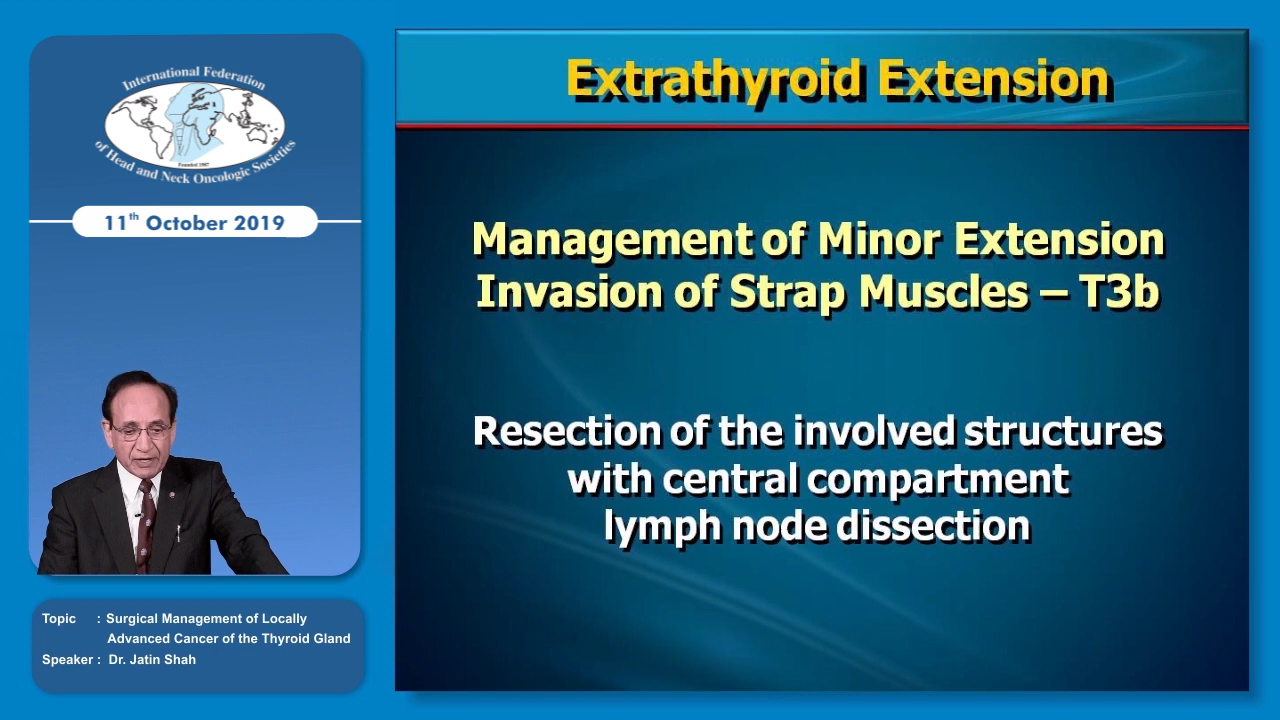 International Federation
Founded 1987
of Head and Neck Oncologic Societies
11th October 2019
Topic : Surgical Management of Locally
Advanced Cancer of the Thyroid Gland
Speaker : Dr. Jatin Shah
Extrathyroid Extension
Management of Minor Extension
Invasion of Strap Muscles – T3b
Resection of the involved structures
with central compartment
lymph node dissection